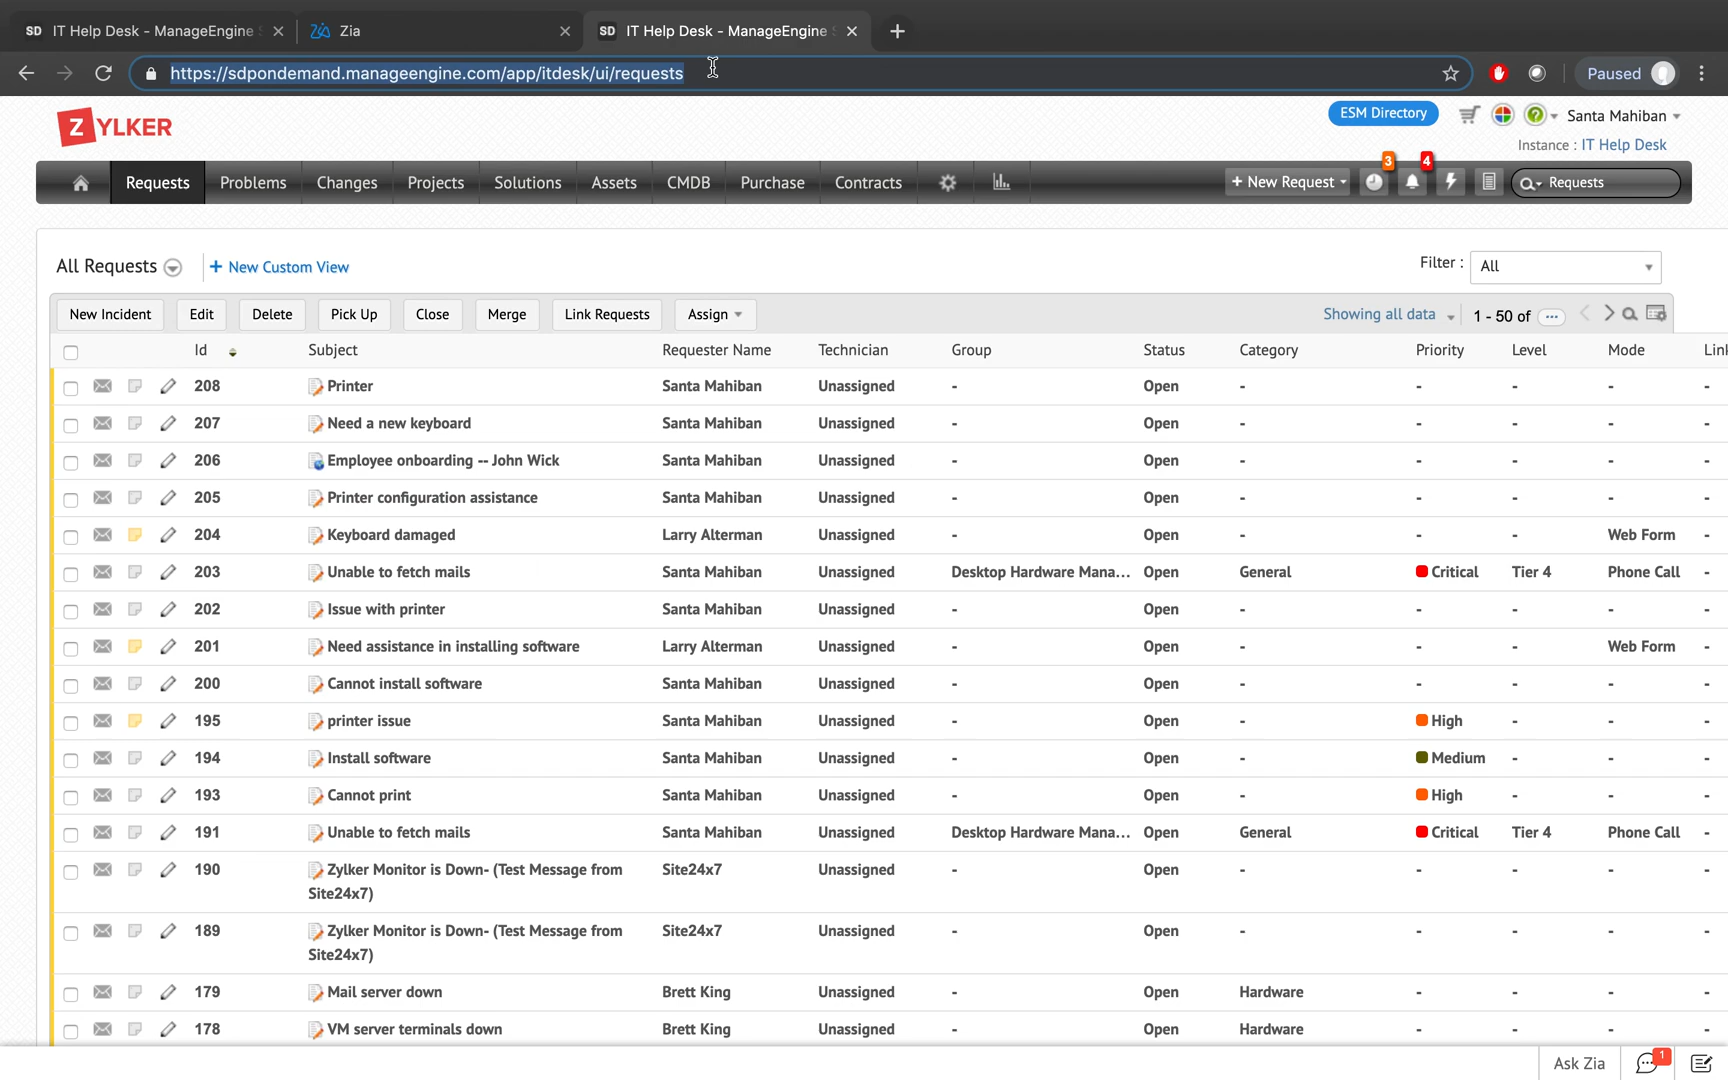 SD IT Help Desk - ManageEngine
Zia
SD IT Help Desk - ManageEngine
https://sdpondemand.manageengine.com/app/itdesk/ui/requests
Paused
ZYLKER
ESM Directory
Santa Mahiban
Instance : IT Help Desk
Requests Problems Changes Projects Solutions Assets CMDB Purchase Contracts + New Request 3 4 Requests
All Requests + New Custom View Filter : All
New Incident Edit Delete Pick Up Close Merge Link Requests Assign Showing all data 1 - 50 of ...
Id Subject Requester Name Technician Group Status Category Priority Level Mode
208 Printer Santa Mahiban Unassigned - Open - - - - -
207 Need a new keyboard Santa Mahiban Unassigned - Open - - - - -
206 Employee onboarding -- John Wick Santa Mahiban Unassigned - Open - - - - -
205 Printer configuration assistance Santa Mahiban Unassigned - Open - - - - -
204 Keyboard damaged Larry Alterman Unassigned - Open - - - Web Form -
203 Unable to fetch mails Santa Mahiban Unassigned Desktop Hardware Mana... Open General Critical Tier 4 Phone Call -
202 Issue with printer Santa Mahiban Unassigned - Open - - - - -
201 Need assistance in installing software Larry Alterman Unassigned - Open - - - Web Form -
200 Cannot install software Santa Mahiban Unassigned - Open - - - - -
195 printer issue Santa Mahiban Unassigned - Open - High - - -
194 Install software Santa Mahiban Unassigned - Open - Medium - - -
193 Cannot print Santa Mahiban Unassigned - Open - High - - -
191 Unable to fetch mails Santa Mahiban Unassigned Desktop Hardware Mana... Open General Critical Tier 4 Phone Call -
190 Zylker Monitor is Down- (Test Message from Site24x7 Unassigned - Open - - - - -
Site24x7)
189 Zylker Monitor is Down- (Test Message from Site24x7 Unassigned - Open - - - - -
Site24x7)
179 Mail server down Brett King Unassigned - Open Hardware - - - -
178 VM server terminals down Brett King Unassigned - Open Hardware - - - -
Ask Zia 1